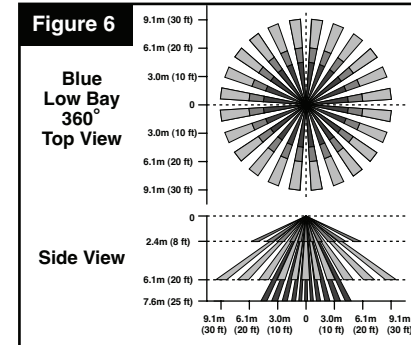 Figure 6
Blue
Low Bay
360°
Top View
9.1m (30 ft)
6.1m (20 ft)
3.0m (10 ft)
0
3.0m (10 ft)
6.1m (20 ft)
9.1m (30 ft)
Side View
0
2.4m (8 ft)
6.1m (20 ft)
7.6m (25 ft)
9.1m 6.1m 3.0m 0 3.0m 6.1m 9.1m
(30 ft) (20 ft) (10 ft) (10 ft) (20 ft) (30 ft)